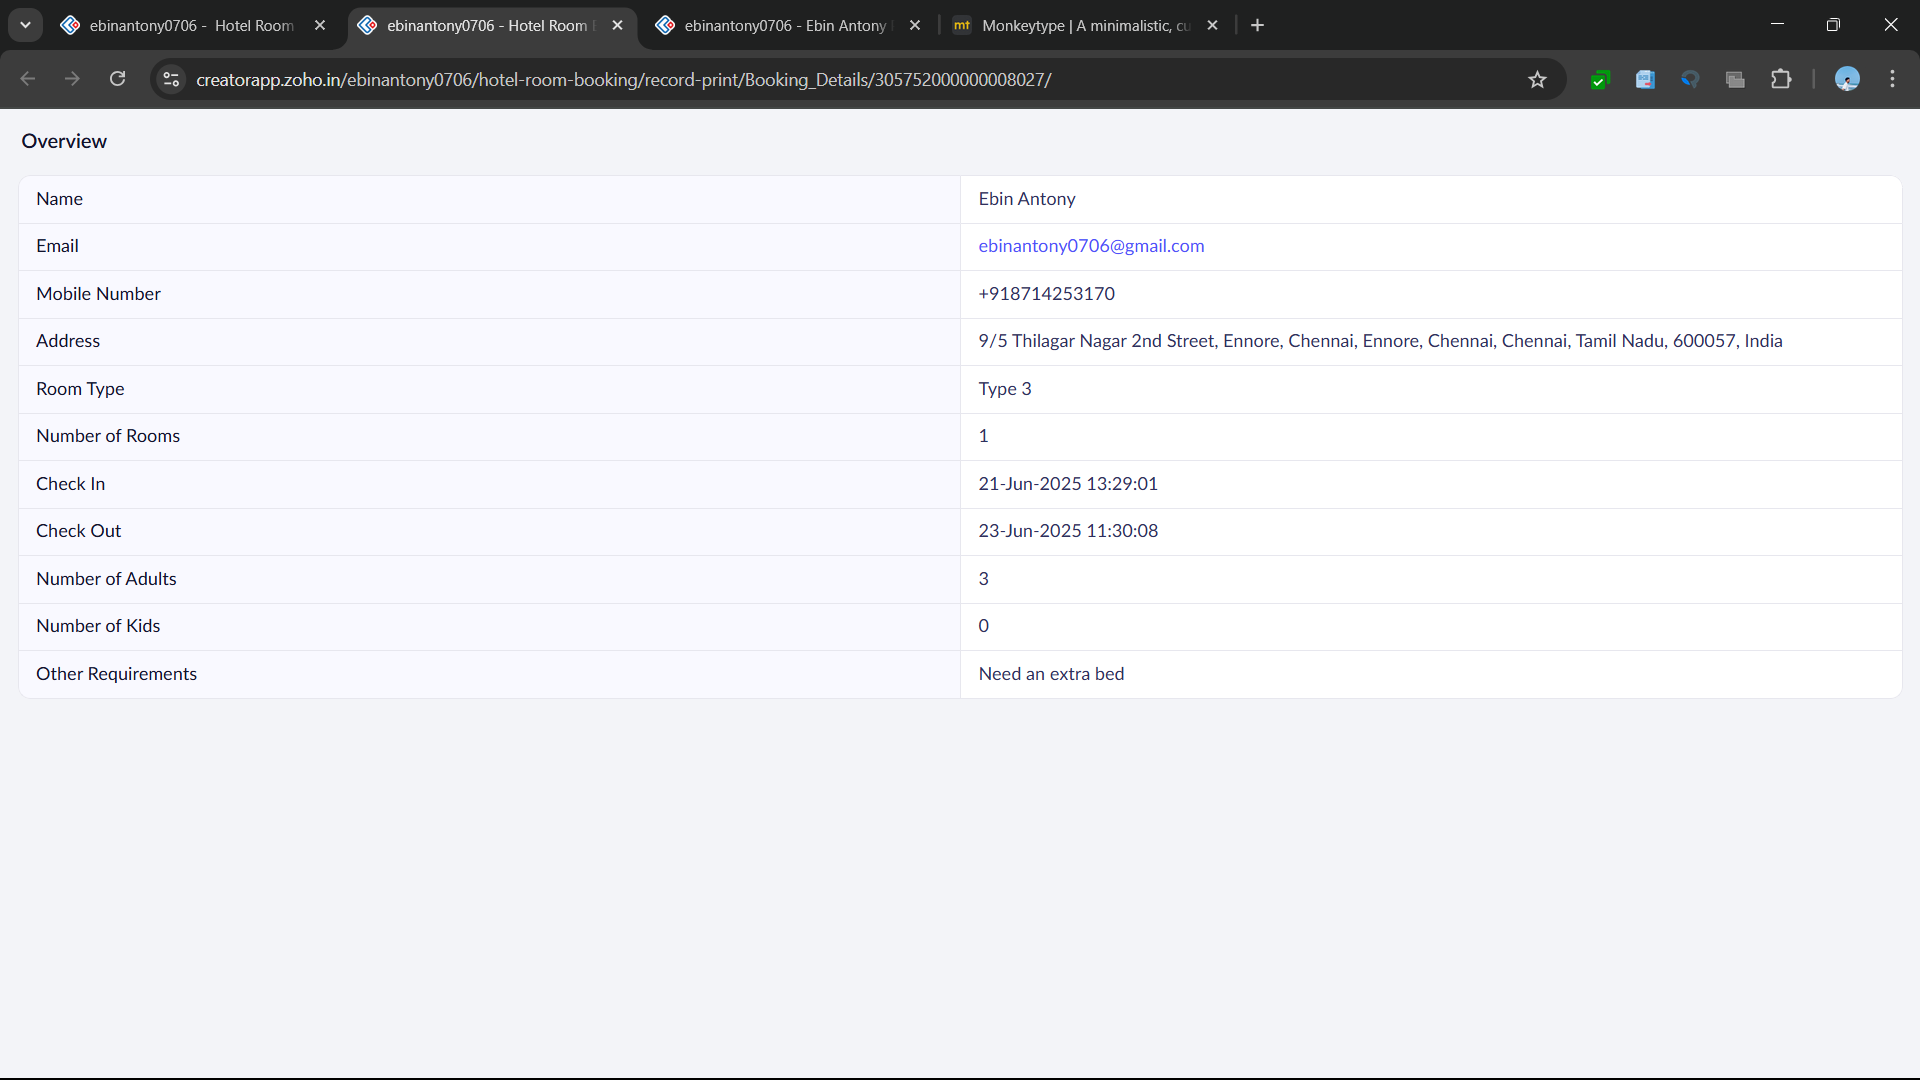 ebinantony0706 - Hotel Room
ebinantony0706 - Hotel Room
ebinantony0706 - Ebin Antony
mt Monkeytype | A minimalistic, cu
creatorapp.zoho.in/ebinantony0706/hotel-room-booking/record-print/Booking_Details/305752000000008027/
Overview
Name Ebin Antony
Email ebinantony0706@gmail.com
Mobile Number +918714253170
Address 9/5 Thilagar Nagar 2nd Street, Ennore, Chennai, Ennore, Chennai, Chennai, Tamil Nadu, 600057, India
Room Type Type 3
Number of Rooms 1
Check In 21-Jun-2025 13:29:01
Check Out 23-Jun-2025 11:30:08
Number of Adults 3
Number of Kids 0
Other Requirements Need an extra bed